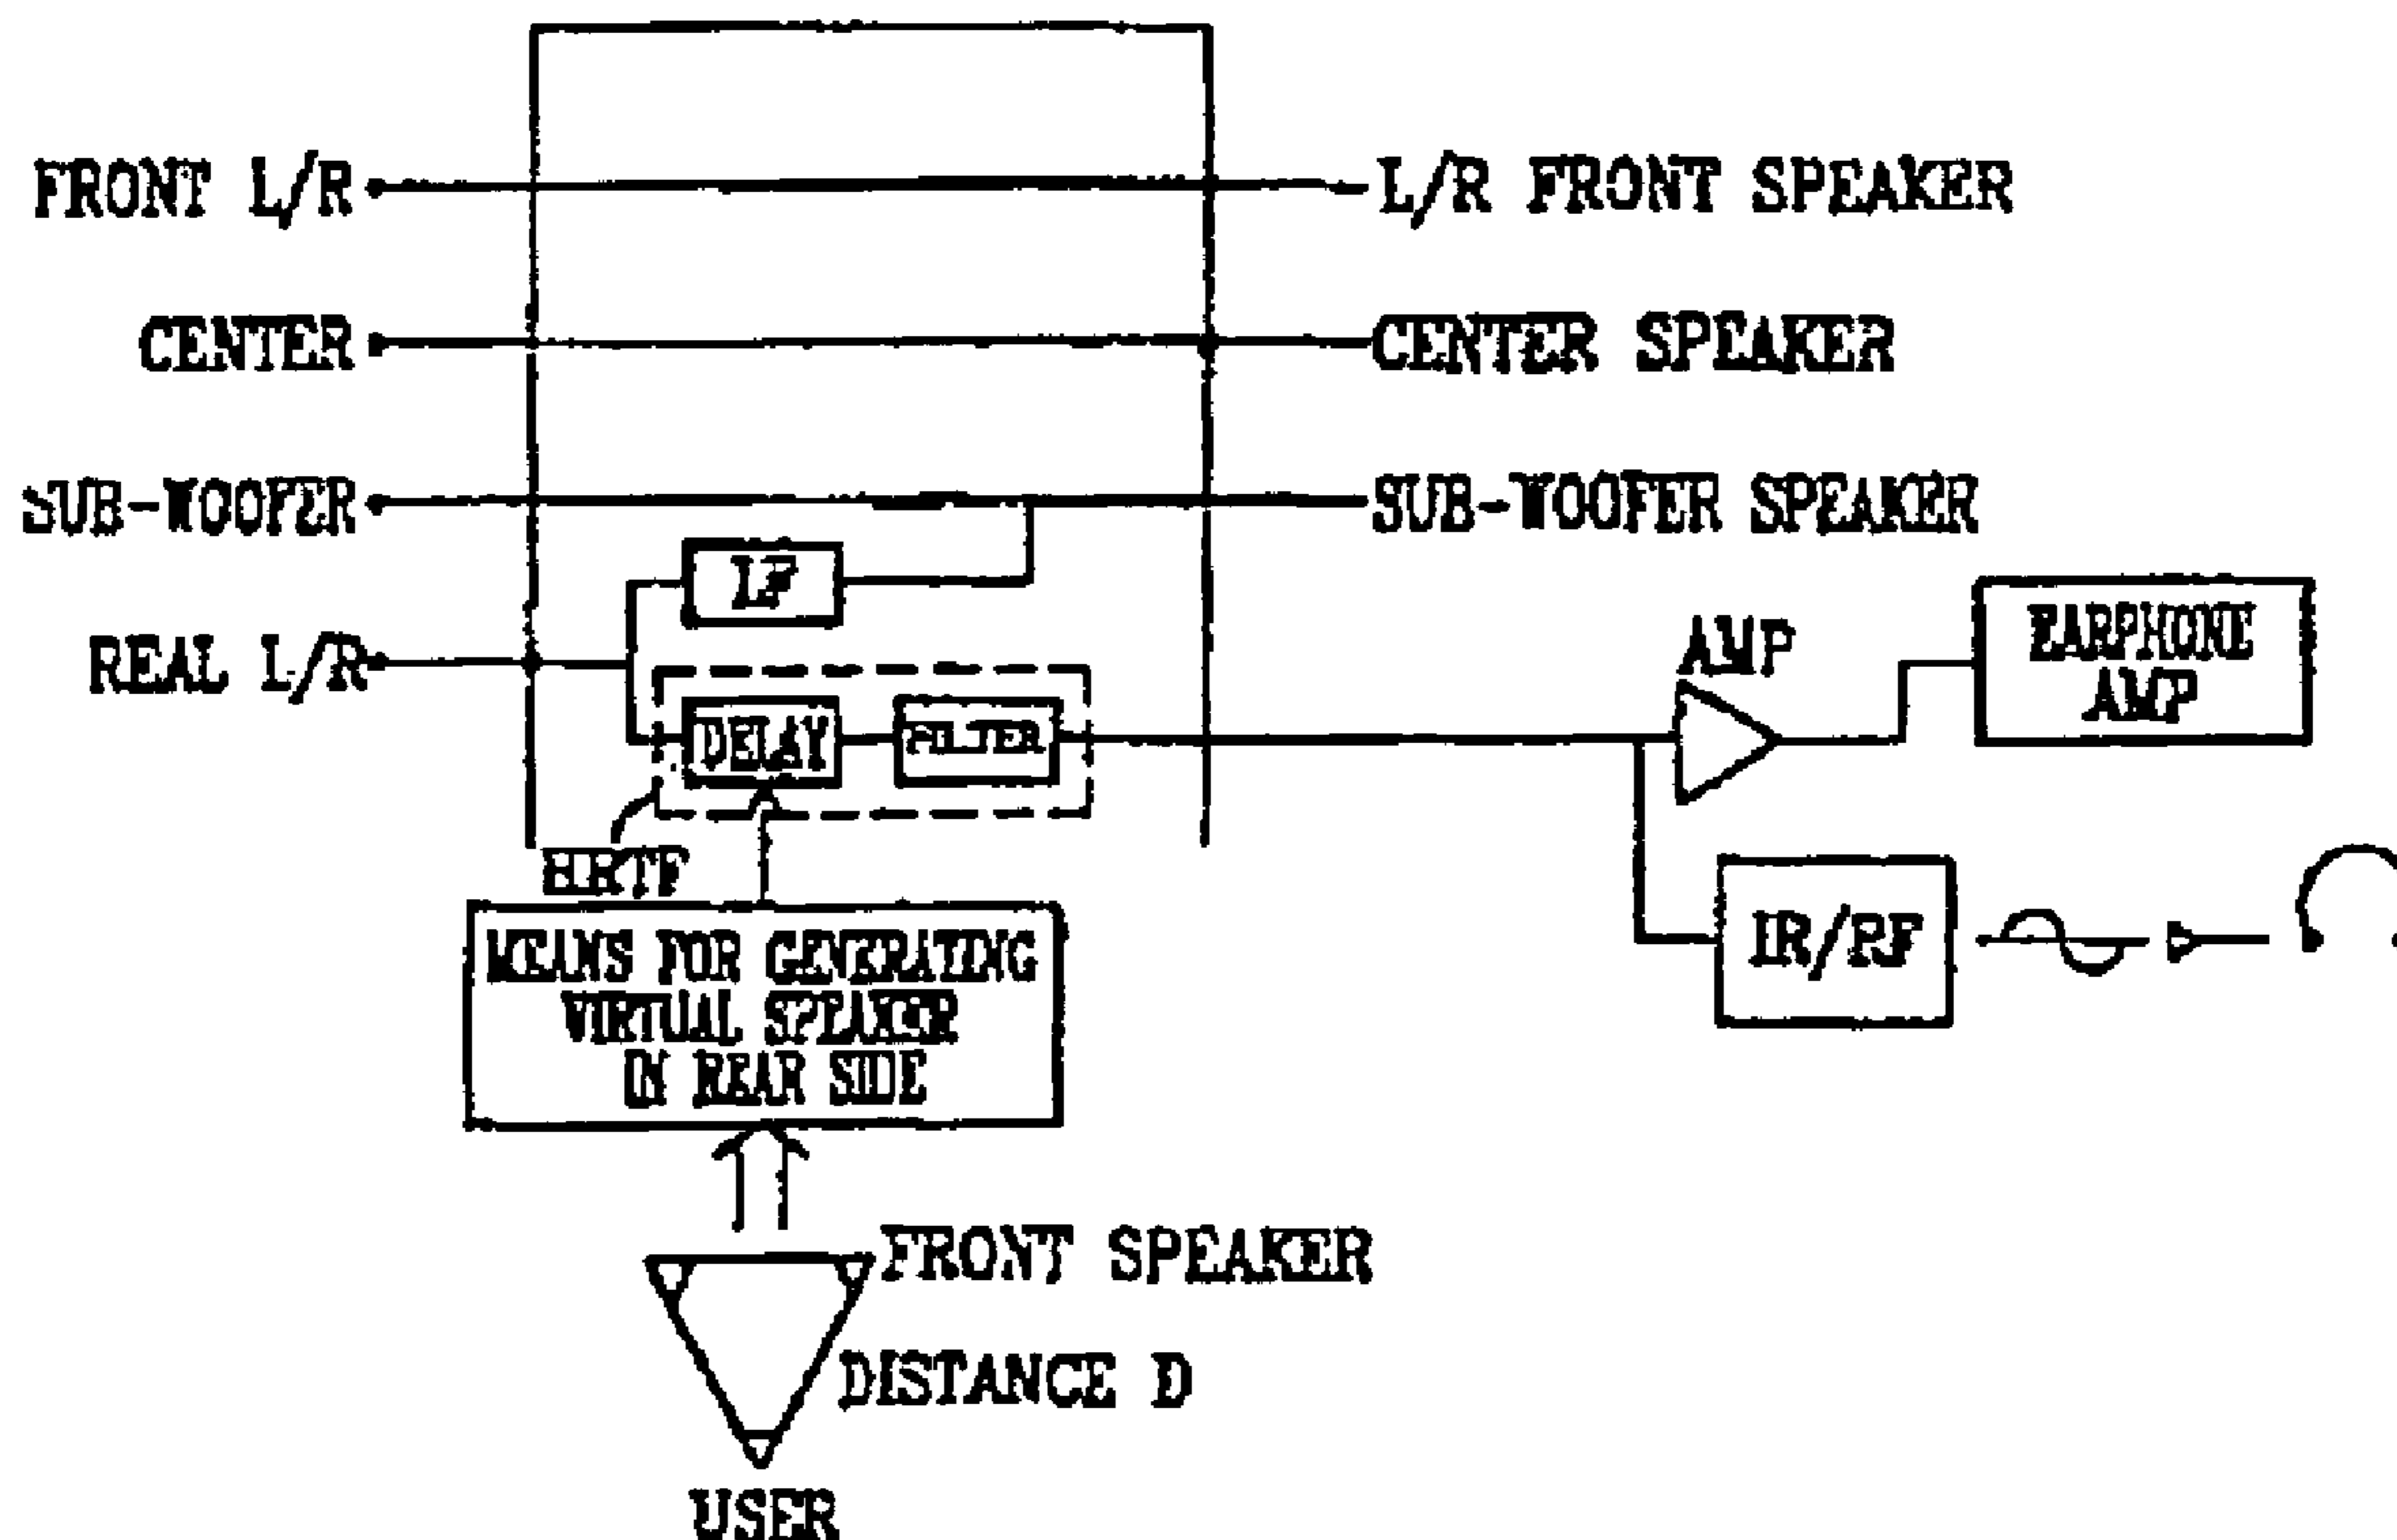 FRONT L/R
L/R FRONT SPEAKER
CENTER
CENTER SPEAKER
SUB-WOOFER
SUB-WOOFER SPEAKER
LF
REAL L/R
AMP
EARPHONE
AMP
DELAY
FILTER
HRTF
IR/RF
MEANS FOR GENERATING
VIRTUAL SPEAKER
IN REAR SIDE
FRONT SPEAKER
DISTANCE D
USER